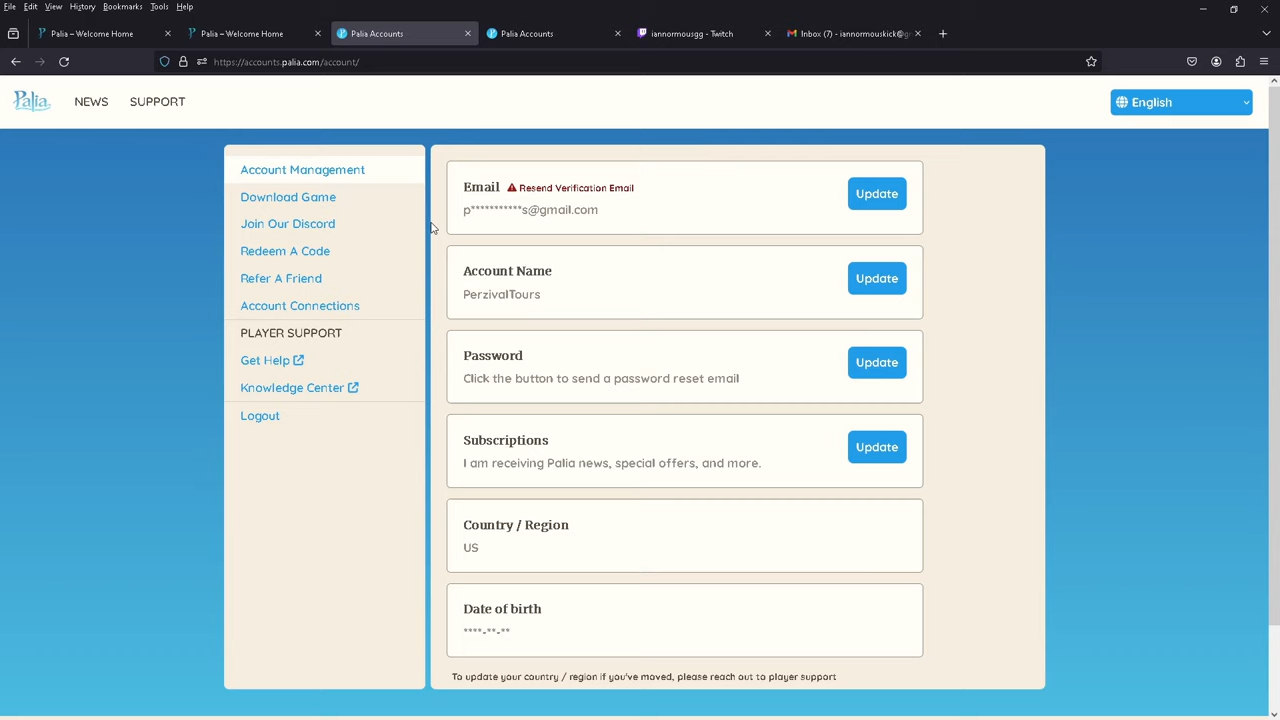 File Edit View History Bookmarks Tools Help
Palia – Welcome Home
Palia – Welcome Home
Palia Accounts
Palia Accounts
iannormousgg - Twitch
Inbox (7) - iannormouskick@g
https://accounts.palia.com/account/
Palia
NEWS
SUPPORT
English
Account Management
Download Game
Join Our Discord
Redeem A Code
Refer A Friend
Account Connections
PLAYER SUPPORT
Get Help
Knowledge Center
Logout
Email Resend Verification Email
p***********s@gmail.com
Update
Account Name
PerzivalTours
Update
Password
Click the button to send a password reset email
Update
Subscriptions
I am receiving Palia news, special offers, and more.
Update
Country / Region
US
Date of birth
****-**-**
To update your country / region if you've moved, please reach out to player support